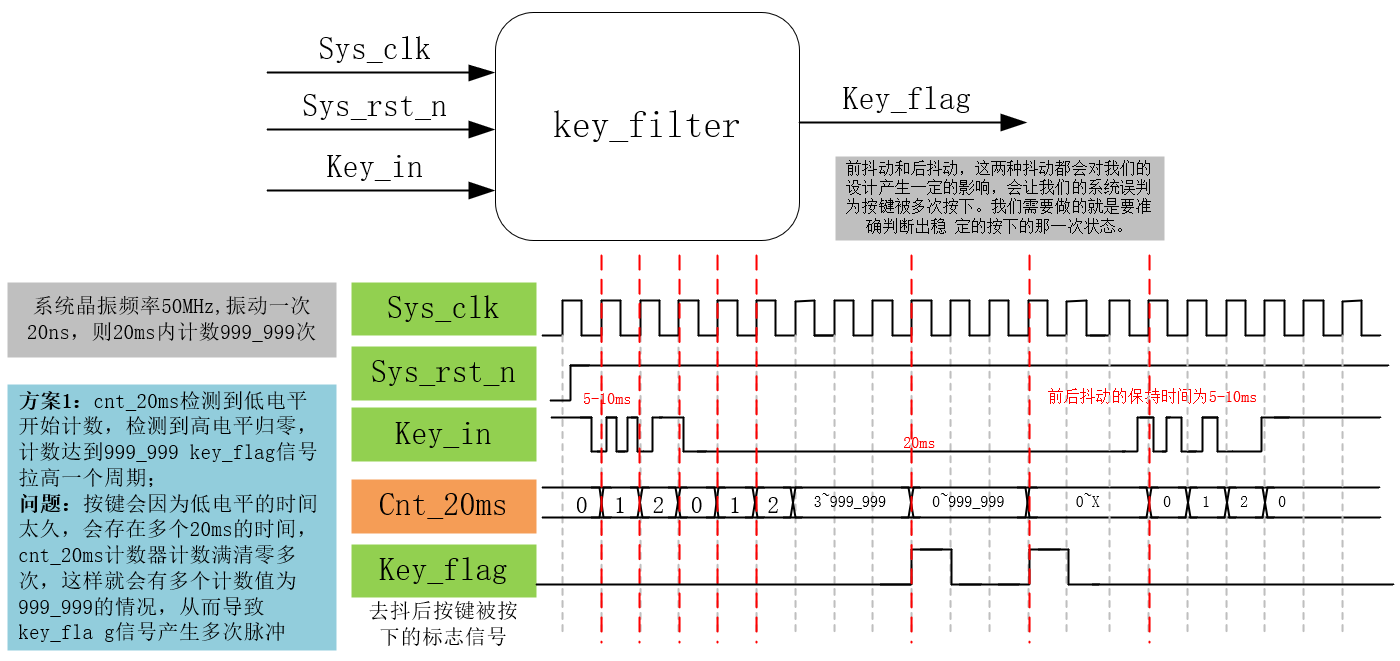 Sys_clk
Sys_rst_n
Key_in
key_filter
Key_flag
前抖动和后抖动，这两种抖动都会对我们的
设计产生一定的影响，会让我们的系统误判
为按键被多次按下。我们需要做的就是要准
确判断出稳 定的按下的那一次状态。
系统晶振频率50MHz,振动一次
20ns，则20ms内计数999_999次
方案1：cnt_20ms检测到低电平
开始计数，检测到高电平归零，
计数达到999_999 key_flag信号
拉高一个周期；
问题：按键会因为低电平的时间
太久，会存在多个20ms的时间，
cnt_20ms计数器计数满清零多
次，这样就会有多个计数值为
999_999的情况，从而导致
key_fla g信号产生多次脉冲
Sys_clk
Sys_rst_n
5-10ms
前后抖动的保持时间为5-10ms
Key_in
20ms
Cnt_20ms
0 1 2 0 1 2 3~999_999 0~999_999 0~X 0 1 2 0
Key_flag
去抖后按键被按
下的标志信号